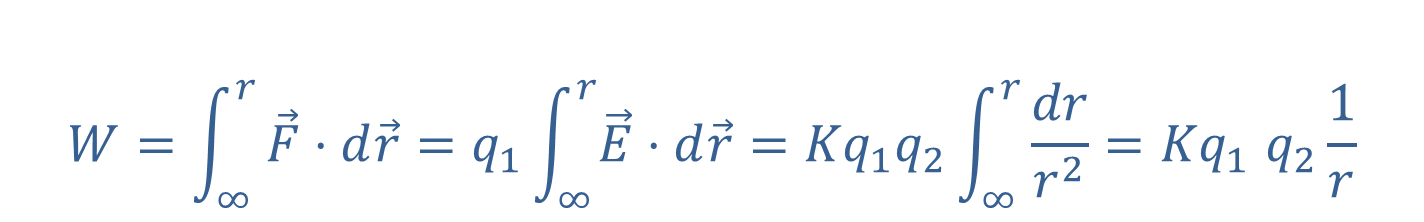 W = ∫_∞^r F⃗ · dr⃗ = q₁ ∫_∞^r E⃗ · dr⃗ = Kq₁q₂ ∫_∞^r dr/r² = Kq₁ q₂ 1/r